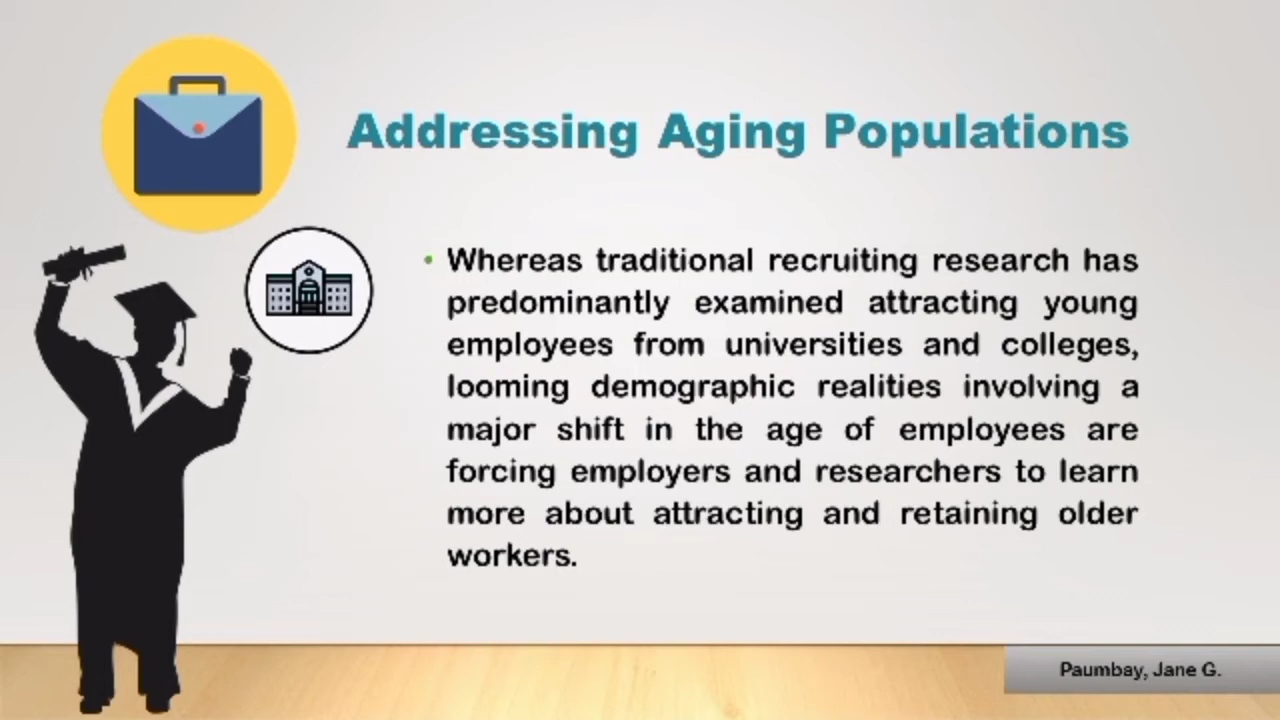 Addressing Aging Populations
• Whereas traditional recruiting research has
predominantly examined attracting young
employees from universities and colleges,
looming demographic realities involving a
major shift in the age of employees are
forcing employers and researchers to learn
more about attracting and retaining older
workers.
Paumbay, Jane G.